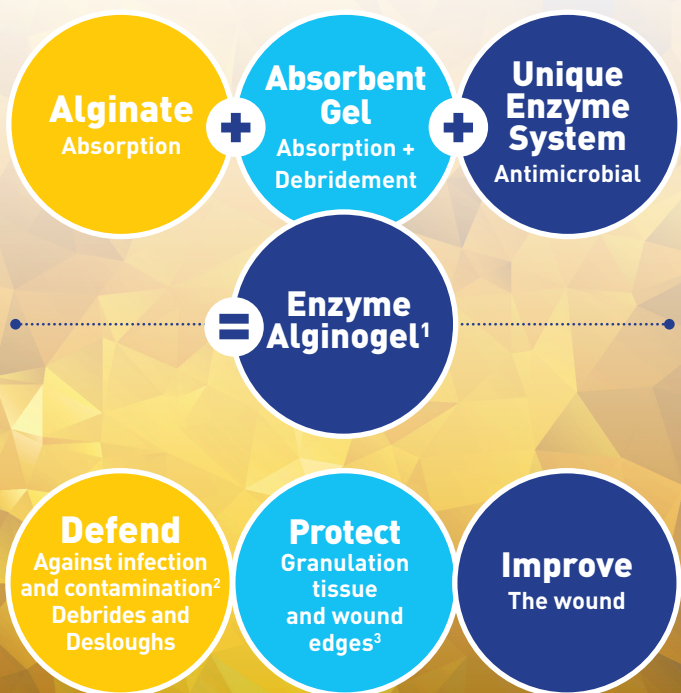 Alginate
Absorption
+
Absorbent
Gel
Absorption +
Debridement
+
Unique
Enzyme
System
Antimicrobial
=
Enzyme
Alginogel¹
Defend
Against infection
and contamination²
Debrides and
Desloughs
Protect
Granulation
tissue
and wound
edges³
Improve
The wound